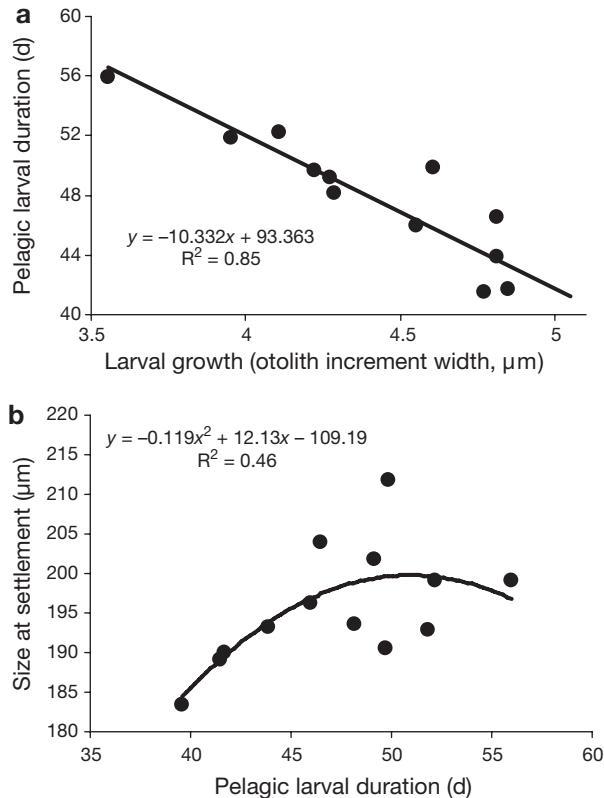 a
Pelagic larval duration (d)
60
56
52
48
44
40
y = –10.332x + 93.363
R² = 0.85
3.5
4
4.5
5
Larval growth (otolith increment width, µm)
b
Size at settlement (µm)
220
215
210
205
200
195
190
185
180
y = –0.119x² + 12.13x – 109.19
R² = 0.46
35
40
45
50
55
60
Pelagic larval duration (d)